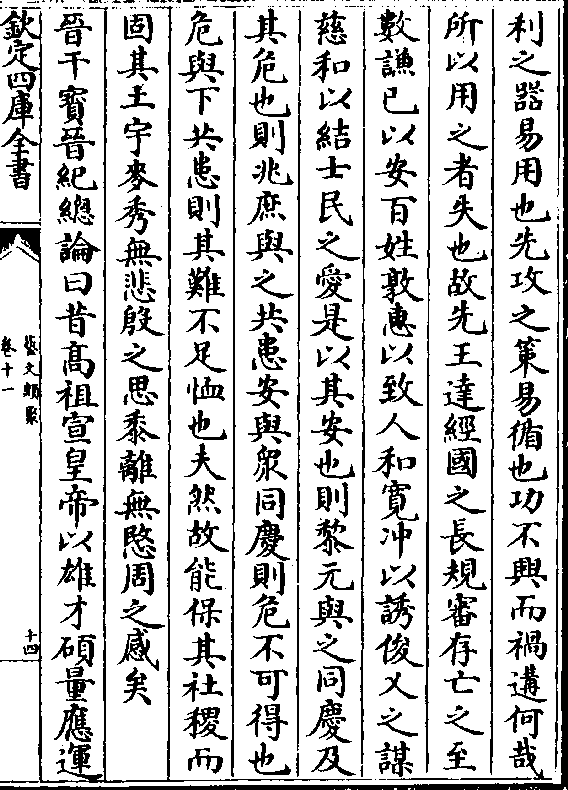 利之器易用也先攻之策易循也功不興而禍遘何哉
所以用之者失也故先王達經國之長規審存亡之至
數謙已以安百姓敦惠以致人和寛冲以誘俊乂之謀
慈和以結士民之愛是以其安也則黎元與之同慶及
其危也則兆庶與之共患安與衆同慶則危不可得也
危與下共患則其難不足恤也夫然故能保其社稷而
固其土宇麥秀無悲殷之思黍離無愍周之感矣
晉干寳晉紀總論曰昔髙祖宣皇帝以雄才碩量應運
欽定四庫全書
藝文類聚
卷十一
十四